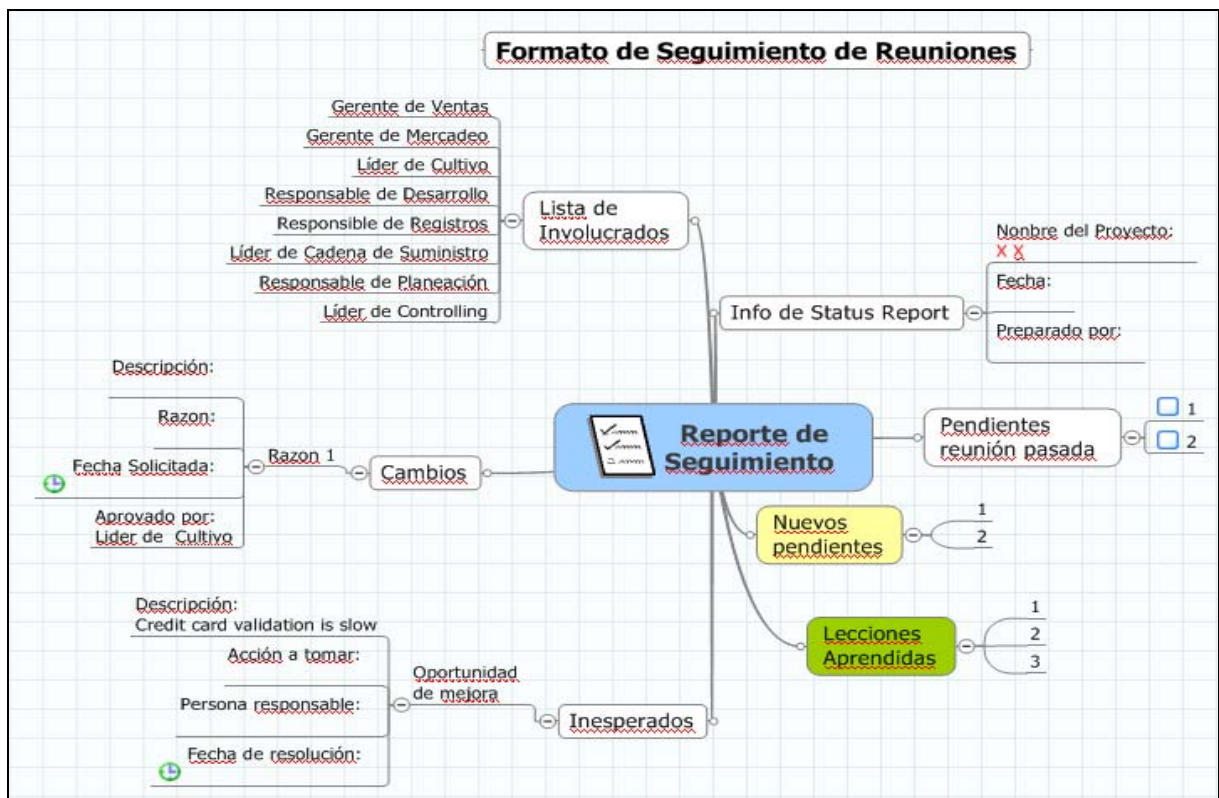 Formato de Seguimiento de Reuniones
Gerente de Ventas
Gerente de Mercadeo
Líder de Cultivo
Responsable de Desarrollo
Responsible de Registros
Líder de Cadena de Suministro
Responsable de Planeación
Líder de Controlling
Lista de
Involucrados
Info de Status Report
Nonbre del Proyecto:
X X
Fecha:
Preparado por:
Reporte de
Seguimiento
Pendientes
reunión pasada
1
2
Nuevos
pendientes
1
2
Lecciones
Aprendidas
1
2
3
Cambios
Razon 1
Descripción:
Razon:
Fecha Solicitada:
Aprovado por:
Lider de Cultivo
Inesperados
Oportunidad
de mejora
Descripción:
Credit card validation is slow
Acción a tomar:
Persona responsable:
Fecha de resolución: